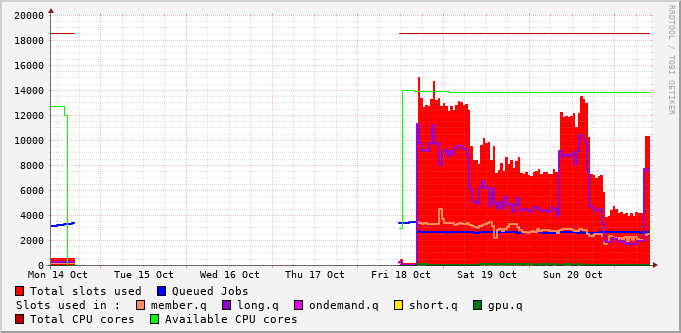 RRDTOOL / TOBI OETIKER
20000
18000
16000
14000
12000
10000
8000
6000
4000
2000
0
Mon 14 Oct Tue 15 Oct Wed 16 Oct Thu 17 Oct Fri 18 Oct Sat 19 Oct Sun 20 Oct
Total slots used Queued Jobs
Slots used in : member.q long.q ondemand.q short.q gpu.q
Total CPU cores Available CPU cores